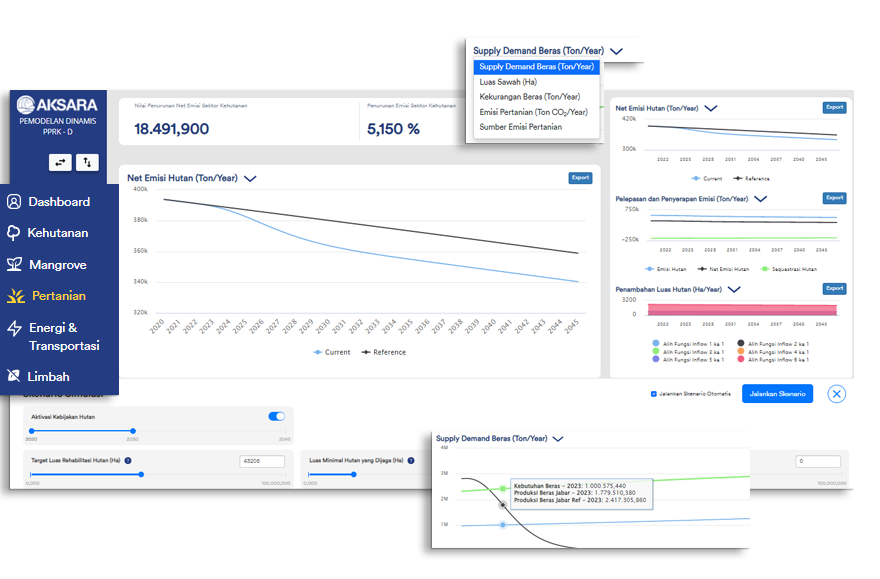 Supply Demand Beras (Ton/Year)
Supply Demand Beras (Ton/Year)
Luas Sawah (Ha)
Kekurangan Beras (Ton/Year)
Emisi Pertanian (Ton CO₂/Year)
Sumber Emisi Pertanian
AKSARA
PEMODELAN DINAMIS
PPRK - D
Dashboard
Kehutanan
Mangrove
Pertanian
Energi &
Transportasi
Limbah
Nilai Penurunan Net Emisi Sektor Kehutanan
18.491,900
Penurunan Emisi Sektor Kehutanan
5,150 %
Net Emisi Hutan (Ton/Year)
Export
400k
380k
360k
340k
320k
2020 2021 2022 2023 2024 2025 2026 2027 2028 2029 2030 2031 2032 2033 2034 2035 2036 2037 2038 2039 2040 2041 2042 2043 2044 2045
Current Reference
Net Emisi Hutan (Ton/Year)
Export
420k
300k
2022 2025 2028 2031 2034 2037 2040 2043
Current Reference
Pelepasan dan Penyerapan Emisi (Ton/Year)
Export
750k
-250k
2022 2025 2028 2031 2034 2037 2040 2043
Emisi Hutan Net Emisi Hutan Sequestrasi Hutan
Penambahan Luas Hutan (Ha/Year)
Export
3200
0
2022 2025 2028 2031 2034 2037 2040 2043
Alih Fungsi Inflow 1 ke 1 Alih Fungsi Inflow 2 ke 1
Alih Fungsi Inflow 3 ke 1 Alih Fungsi Inflow 4 ke 1
Alih Fungsi Inflow 5 ke 1 Alih Fungsi Inflow 6 ke 1
Jalankan Skenario Otomatis
Jalankan Skenario
Aktivasi Kebijakan Hutan
2030
2045
Target Luas Rehabilitasi Hutan (Ha)
43205
0,000
100.000,000
Luas Minimal Hutan yang Dijaga (Ha)
0,000
0
100.000,000
Supply Demand Beras (Ton/Year)
4M
3M
2M
1M
Kebutuhan Beras - 2023: 1.000.575,440
Produksi Beras Jabar - 2023: 1.779.510,380
Produksi Beras Jabar Ref - 2023: 2.417.305,860